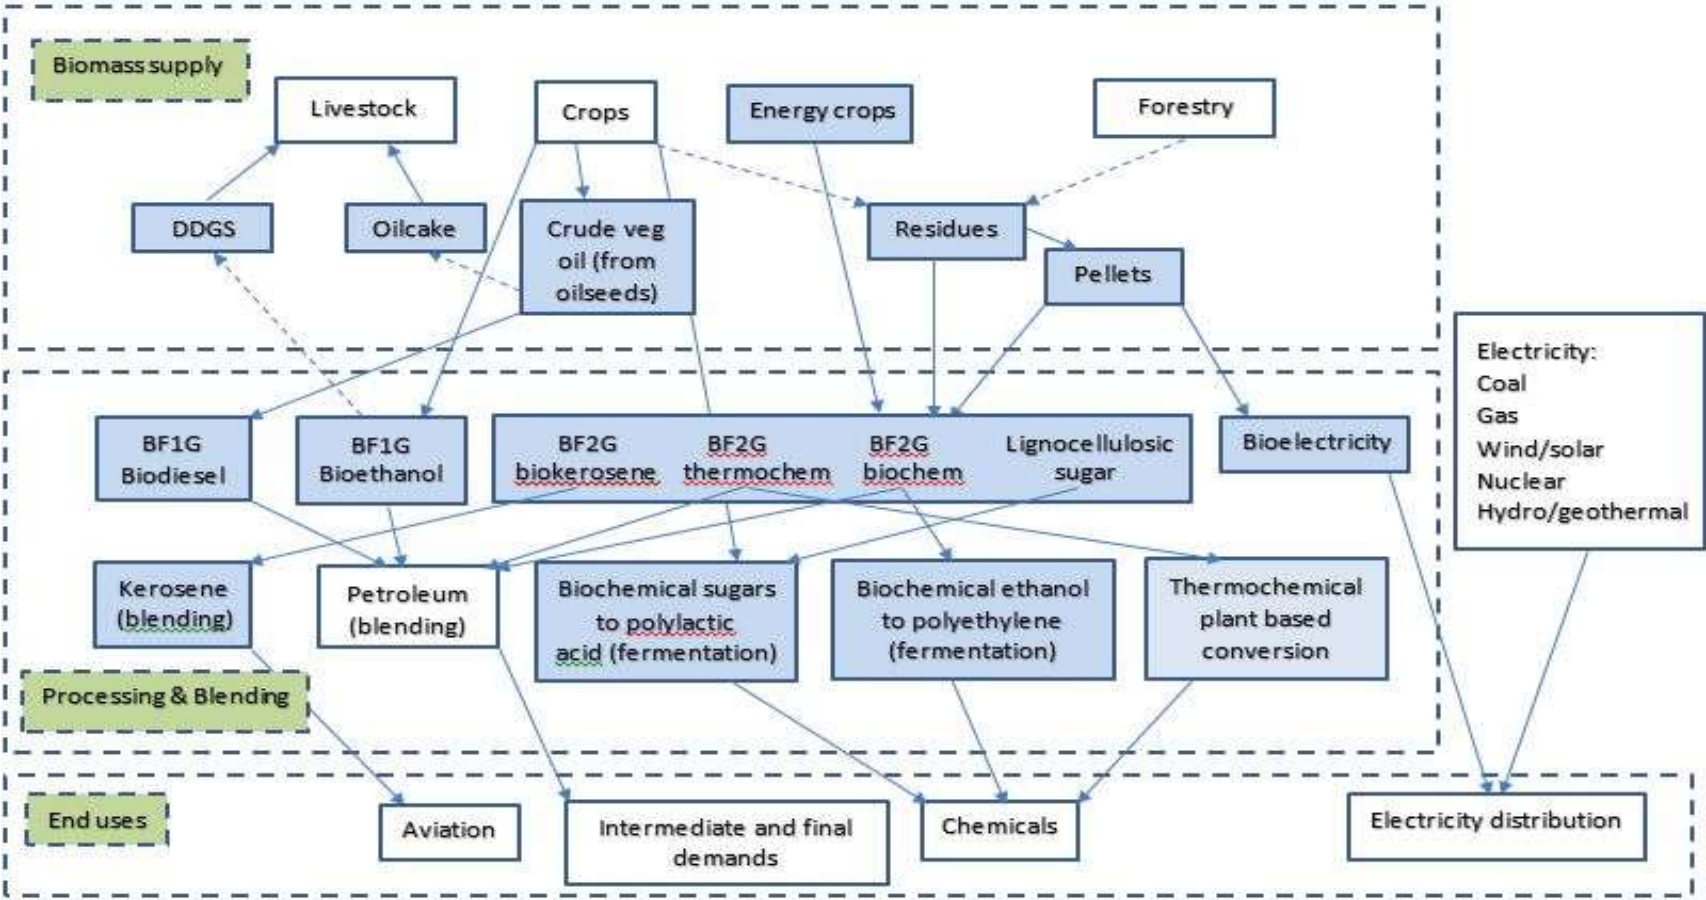 Biomass supply
Livestock
Crops
Energy crops
Forestry
DDGS
Oilcake
Crude veg
oil (from
oilseeds)
Residues
Pellets
Electricity:
Coal
Gas
Wind/solar
Nuclear
Hydro/geothermal
BF1G
Biodiesel
BF1G
Bioethanol
BF2G
biokerosene
BF2G
thermochem
BF2G
biochem
Lignocellulosic
sugar
Bioelectricity
Kerosene
(blending)
Petroleum
(blending)
Biochemical sugars
to polylactic
acid (fermentation)
Biochemical ethanol
to polyethylene
(fermentation)
Thermochemical
plant based
conversion
Processing & Blending
End uses
Aviation
Intermediate and final
demands
Chemicals
Electricity distribution